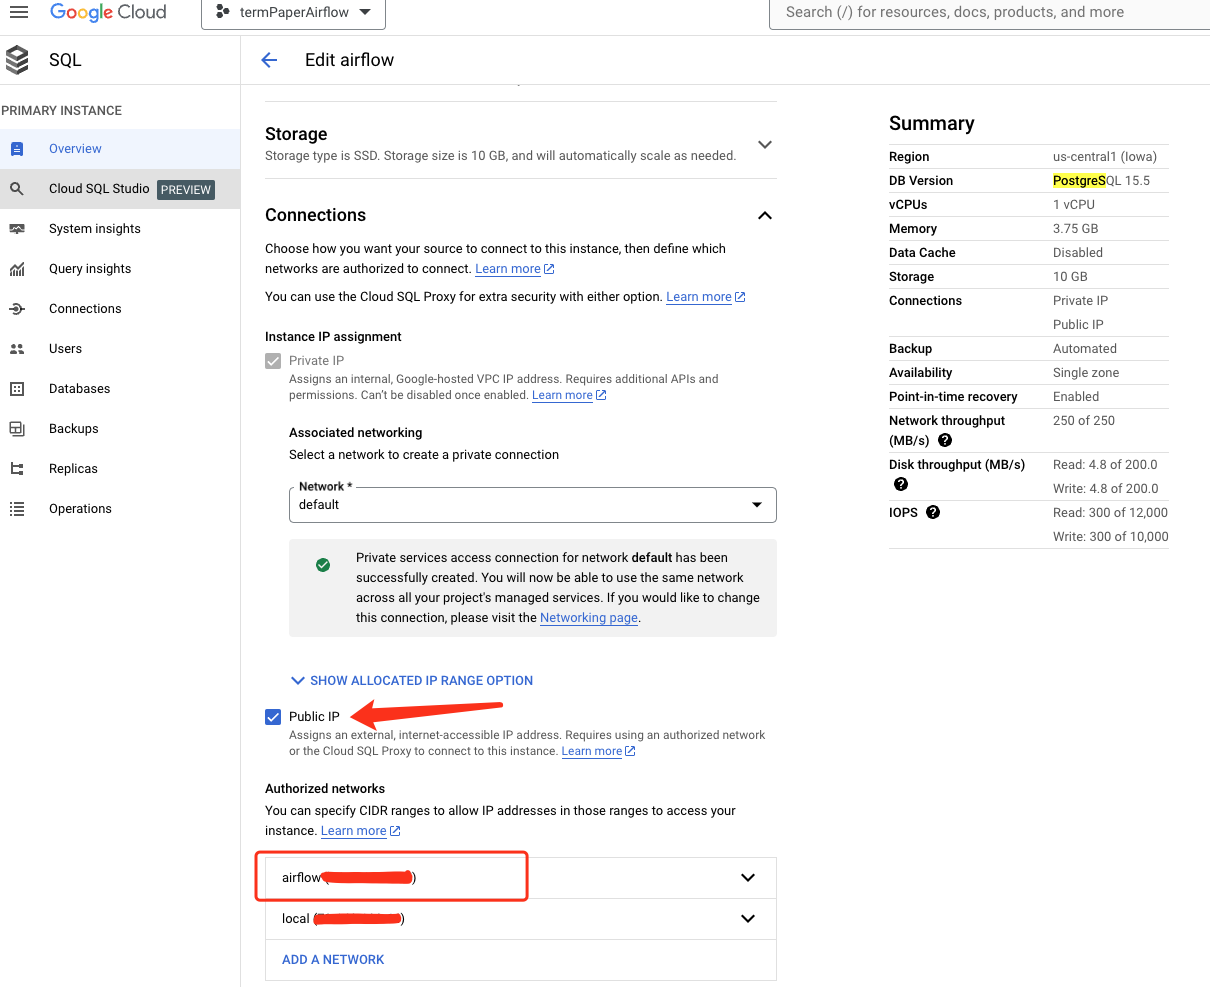 Google Cloud
termPaperAirflow
Search (/) for resources, docs, products, and more
SQL
Edit airflow
PRIMARY INSTANCE
Overview
Cloud SQL Studio PREVIEW
System insights
Query insights
Connections
Users
Databases
Backups
Replicas
Operations
Storage
Storage type is SSD. Storage size is 10 GB, and will automatically scale as needed.
Connections
Choose how you want your source to connect to this instance, then define which
networks are authorized to connect. Learn more
You can use the Cloud SQL Proxy for extra security with either option. Learn more
Instance IP assignment
Private IP
Assigns an internal, Google-hosted VPC IP address. Requires additional APIs and
permissions. Can't be disabled once enabled. Learn more
Associated networking
Select a network to create a private connection
Network *
default
Private services access connection for network default has been
successfully created. You will now be able to use the same network
across all your project's managed services. If you would like to change
this connection, please visit the Networking page.
SHOW ALLOCATED IP RANGE OPTION
Public IP
Assigns an external, internet-accessible IP address. Requires using an authorized network
or the Cloud SQL Proxy to connect to this instance. Learn more
Authorized networks
You can specify CIDR ranges to allow IP addresses in those ranges to access your
instance. Learn more
airflow ( )
local ( )
ADD A NETWORK
Summary
Region us-central1 (Iowa)
DB Version PostgreSQL 15.5
vCPUs 1 vCPU
Memory 3.75 GB
Data Cache Disabled
Storage 10 GB
Connections Private IP
Public IP
Backup Automated
Availability Single zone
Point-in-time recovery Enabled
Network throughput 250 of 250
(MB/s) ?
Disk throughput (MB/s) Read: 4.8 of 200.0
? Write: 4.8 of 200.0
IOPS ? Read: 300 of 12,000
Write: 300 of 10,000